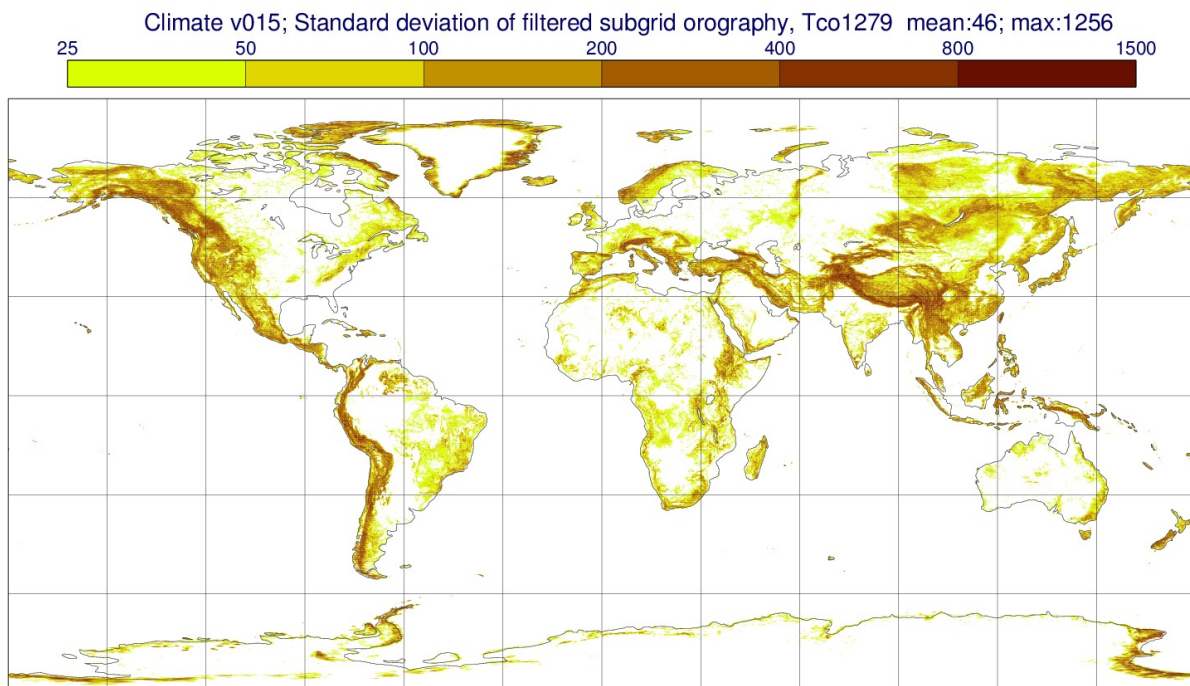 Climate v015; Standard deviation of filtered subgrid orography, Tco1279 mean:46; max:1256
25 50 100 200 400 800 1500